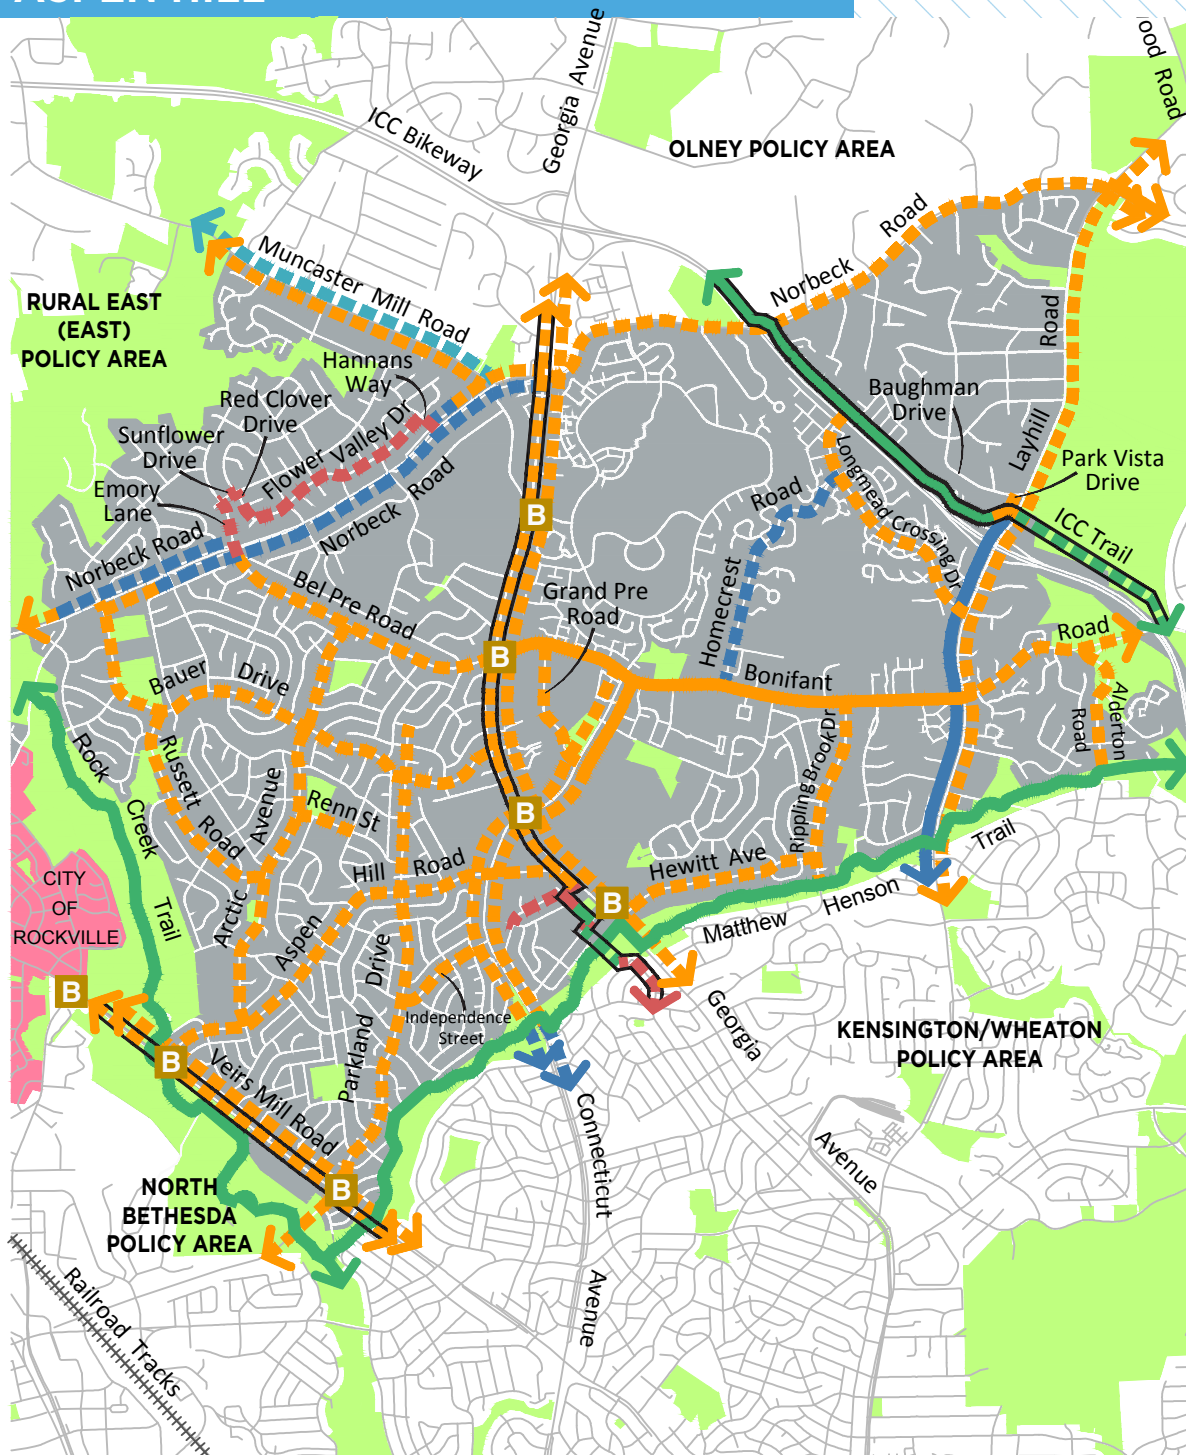 ASPEN HILL
Georgia Avenue
ood Road
ICC Bikeway
OLNEY POLICY AREA
Road
Norbeck
Muncaster Mill Road
RURAL EAST
(EAST)
POLICY AREA
Road
Hannans
Way
Baughman
Drive
Red Clover
Drive
Layhill
Sunflower
Drive
Flower Valley Dr
Park Vista
Drive
Emory
Lane
Road
Longmead Crossing Dr
Road
B
ICC Trail
Norbeck Road
Norbeck
Homecrest
Bel Pre Road
Grand Pre
Road
Road
B
Bauer Drive
Bonifant
Alderton
Road
Rock
Creek
Trail
Russett
Road
Avenue
Arctic
Renn St
Rippling Brook Dr
B
Trail
Hill Road
Aspen
Hewitt Ave
CITY
OF
ROCKVILLE
B
Henson
Matthew
Drive
Parkland
B
Independence
Street
Georgia
KENSINGTON/WHEATON
POLICY AREA
B
Veirs Mill Road
Connecticut
Avenue
B
NORTH
BETHESDA
POLICY AREA
Railroad Tracks
Avenue